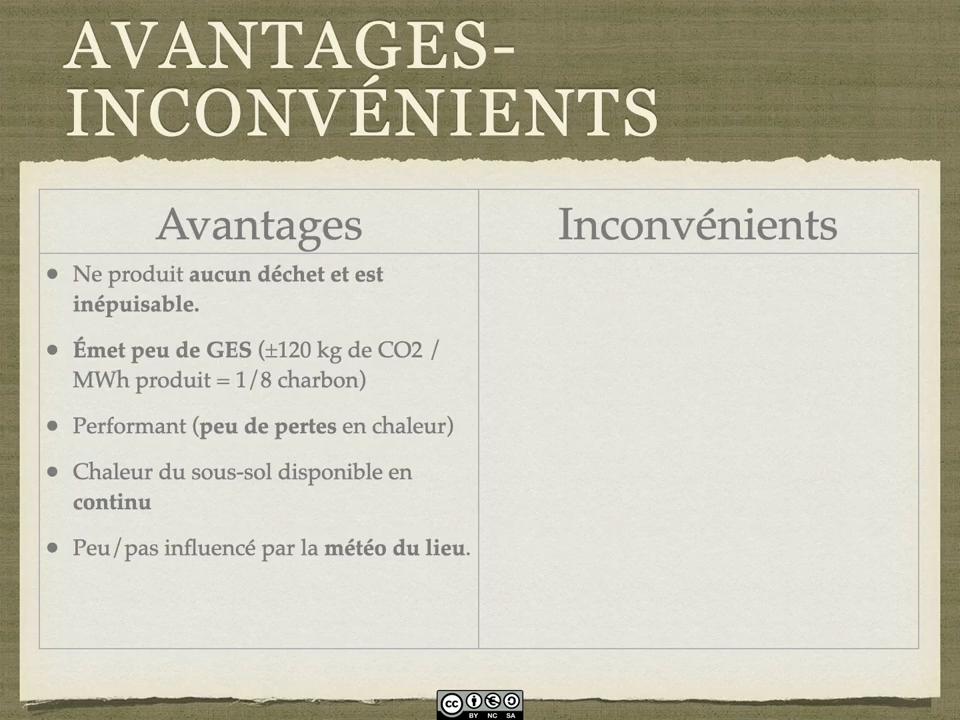 AVANTAGES-
INCONVÉNIENTS
Avantages
Inconvénients
• Ne produit aucun déchet et est
inépuisable.
• Émet peu de GES (±120 kg de CO2 /
MWh produit = 1/8 charbon)
• Performant (peu de pertes en chaleur)
• Chaleur du sous-sol disponible en
continu
• Peu/pas influencé par la météo du lieu.
cc BY NC SA